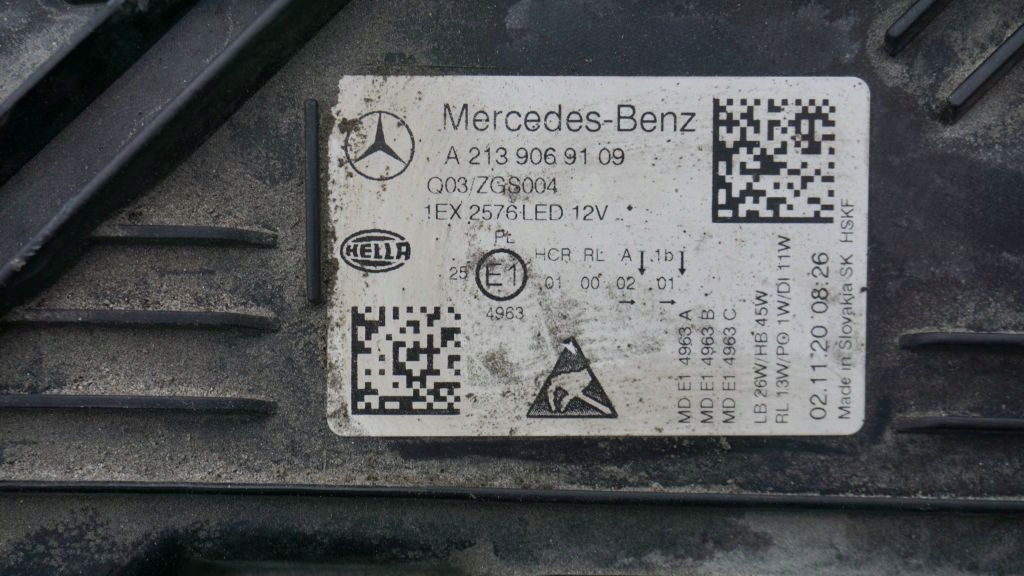 Mercedes-Benz
A 213 906 91 09
Q03/ZGS004
1EX 2576 LED 12V
HELLA
PL
HCR RL A 1b
25 E1 01 00 02 01
4963
MD E1 4963 A
MD E1 4963 B
MD E1 4963 C
LB 26W/HB 45W
RL 13W/PO 1W/DI 11W
02.11.20 08:26
Made in Slovakia SK HSKF